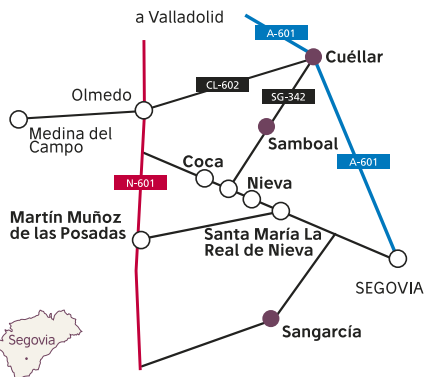 a Valladolid
A-601
Cuéllar
CL-602
Olmedo
SG-342
Medina del
Campo
Samboal
Coca
A-601
N-601
Nieva
Martín Muñoz
de las Posadas
Santa María La
Real de Nieva
SEGOVIA
Segovia
Sangarcía